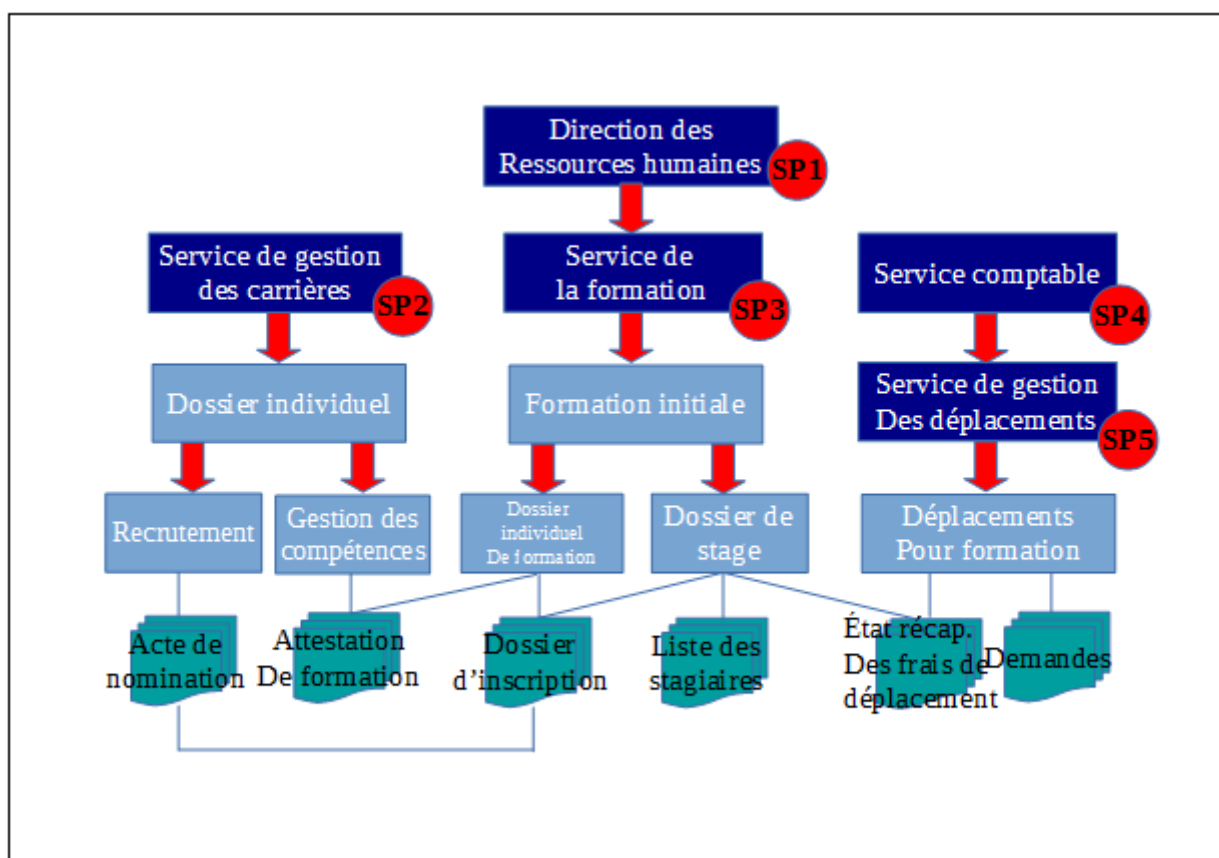 Direction des
Ressources humaines
SP1
Service de gestion
des carrières
SP2
Service de
la formation
SP3
Service comptable
SP4
Dossier individuel
Formation initiale
Service de gestion
Des déplacements
SP5
Recrutement
Gestion des
compétences
Dossier
individuel
De formation
Dossier de
stage
Déplacements
Pour formation
Acte de
nomination
Attestation
De formation
Dossier
d’inscription
Liste des
stagiaires
État récap.
Des frais de
déplacement
Demandes